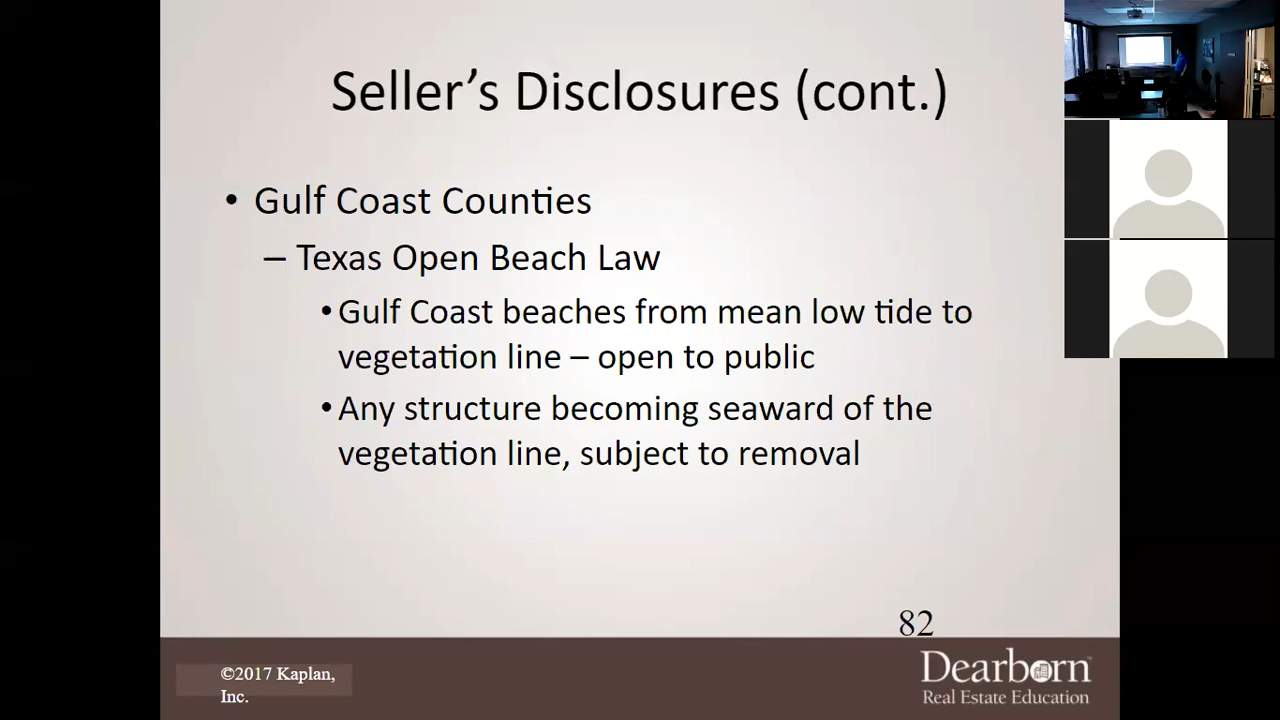 Seller’s Disclosures (cont.)
• Gulf Coast Counties
– Texas Open Beach Law
• Gulf Coast beaches from mean low tide to
vegetation line – open to public
• Any structure becoming seaward of the
vegetation line, subject to removal
82
©2017 Kaplan,
Inc.
Dearborn™
Real Estate Education